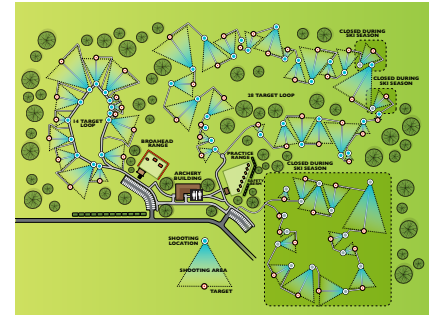 CLOSED DURING
SKI SEASON
CLOSED DURING
SKI SEASON
28 TARGET LOOP
14 TARGET
LOOP
BROAHEAD
RANGE
PRACTICE
RANGE
CLOSED DURING
SKI SEASON
ARCHERY
BUILDING
SHOOTING
LOCATION
SHOOTING AREA
TARGET